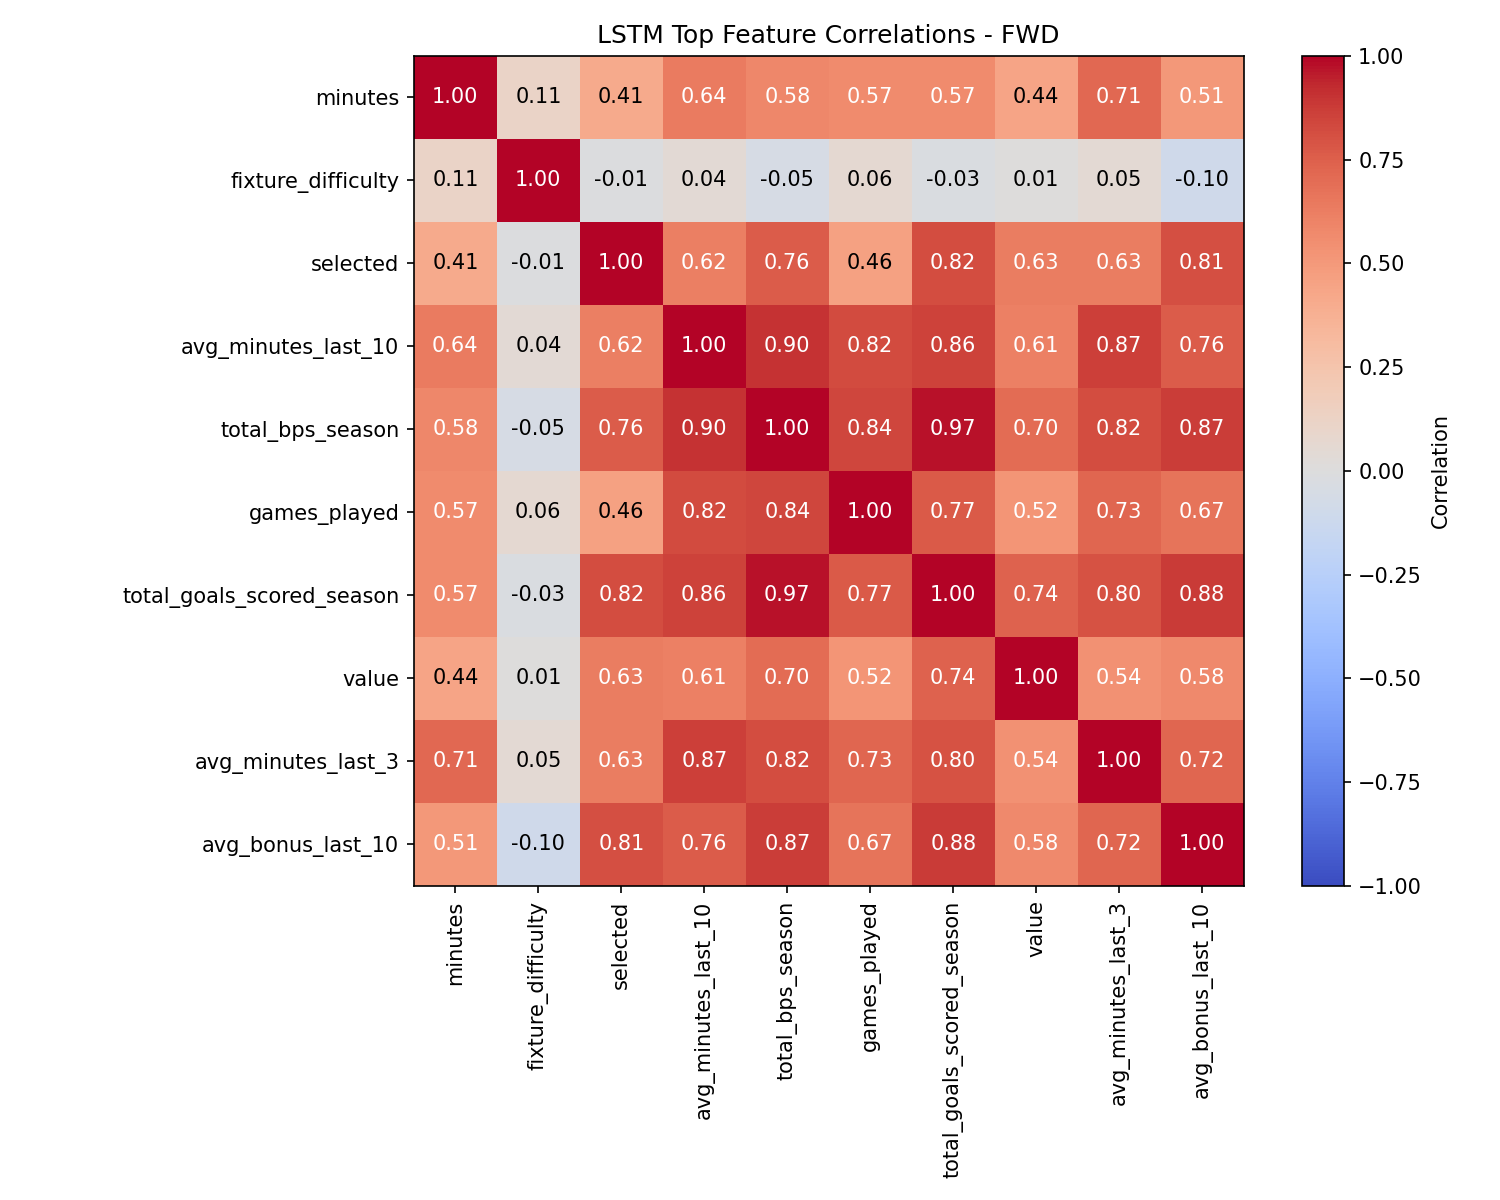 LSTM Top Feature Correlations - FWD
minutes 1.00 0.11 0.41 0.64 0.58 0.57 0.57 0.44 0.71 0.51
fixture_difficulty 0.11 1.00 -0.01 0.04 -0.05 0.06 -0.03 0.01 0.05 -0.10
selected 0.41 -0.01 1.00 0.62 0.76 0.46 0.82 0.63 0.63 0.81
avg_minutes_last_10 0.64 0.04 0.62 1.00 0.90 0.82 0.86 0.61 0.87 0.76
total_bps_season 0.58 -0.05 0.76 0.90 1.00 0.84 0.97 0.70 0.82 0.87
games_played 0.57 0.06 0.46 0.82 0.84 1.00 0.77 0.52 0.73 0.67
total_goals_scored_season 0.57 -0.03 0.82 0.86 0.97 0.77 1.00 0.74 0.80 0.88
value 0.44 0.01 0.63 0.61 0.70 0.52 0.74 1.00 0.54 0.58
avg_minutes_last_3 0.71 0.05 0.63 0.87 0.82 0.73 0.80 0.54 1.00 0.72
avg_bonus_last_10 0.51 -0.10 0.81 0.76 0.87 0.67 0.88 0.58 0.72 1.00
minutes
fixture_difficulty
selected
avg_minutes_last_10
total_bps_season
games_played
total_goals_scored_season
value
avg_minutes_last_3
avg_bonus_last_10
1.00
0.75
0.50
0.25
0.00
−0.25
−0.50
−0.75
−1.00
Correlation